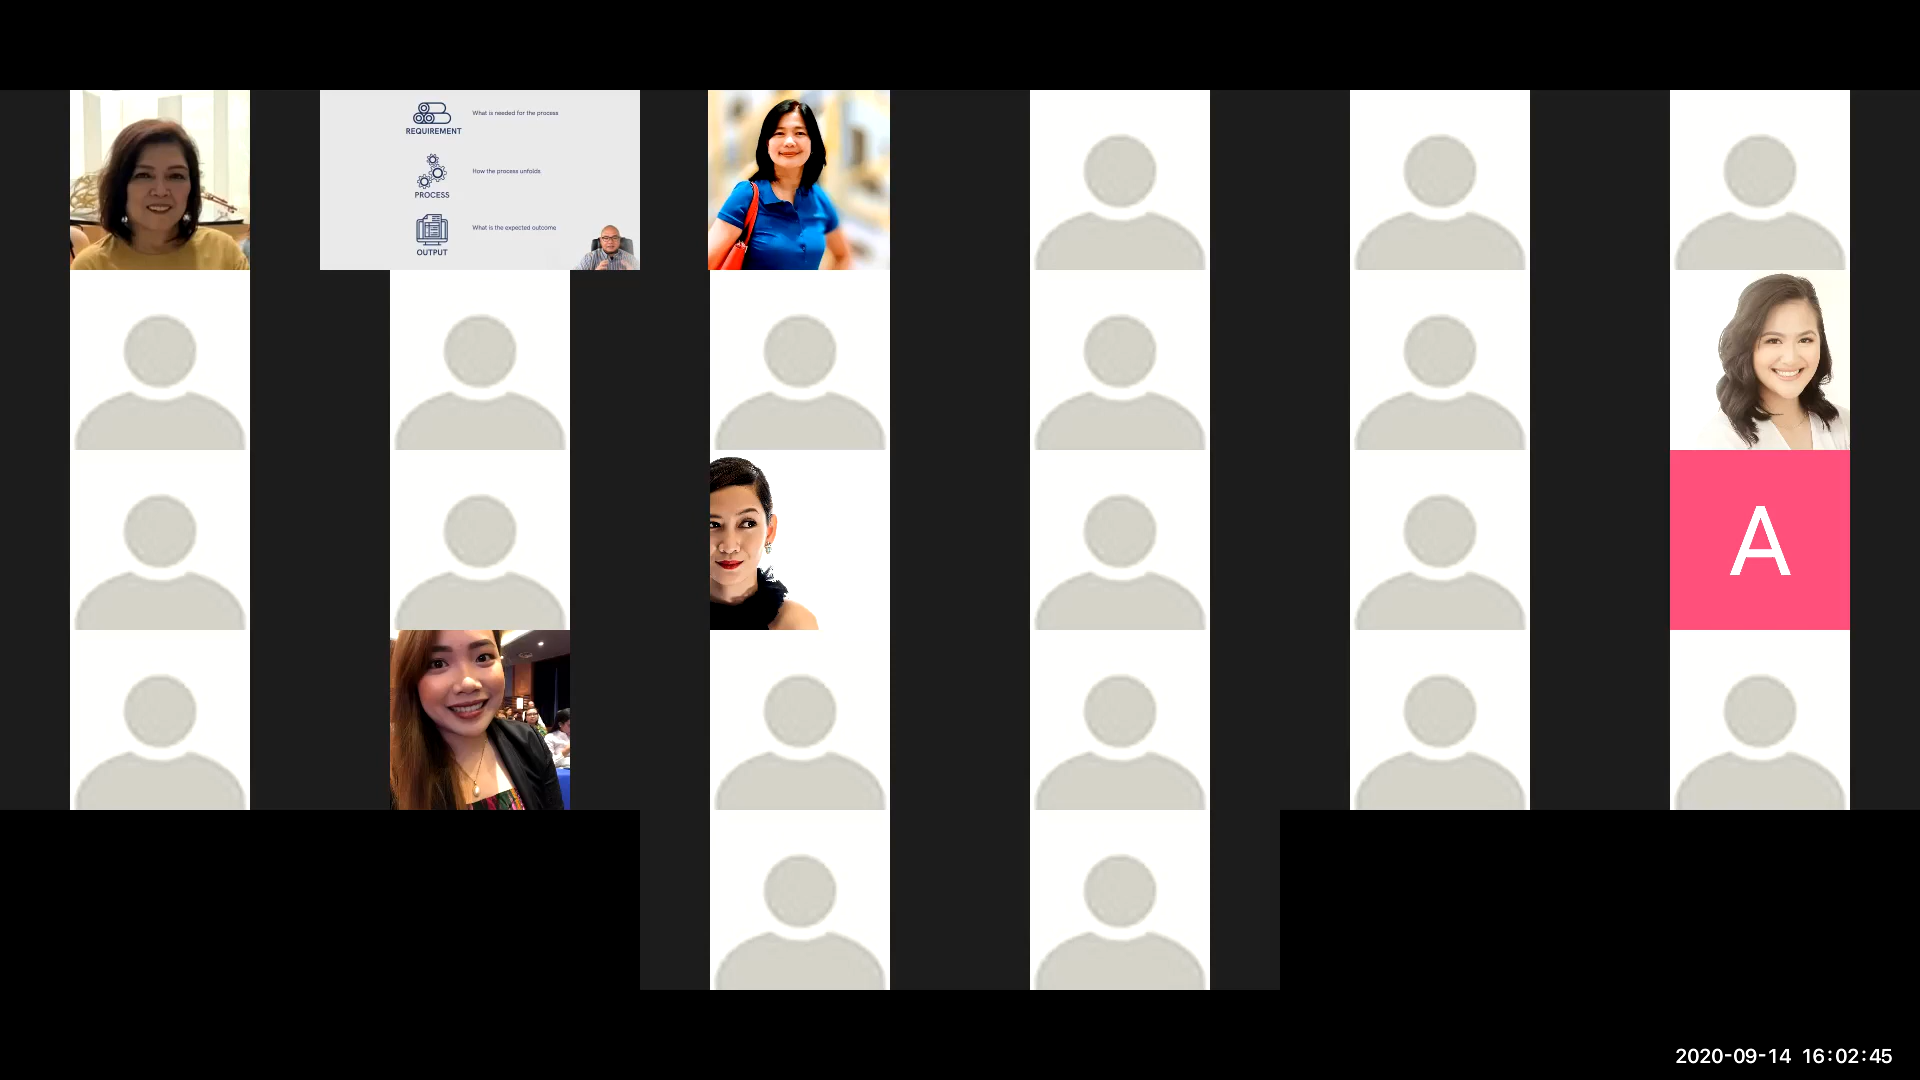 What is needed for the process
REQUIREMENT
How the process unfolds
PROCESS
What is the expected outcome
OUTPUT
A
2020-09-14 16:02:45